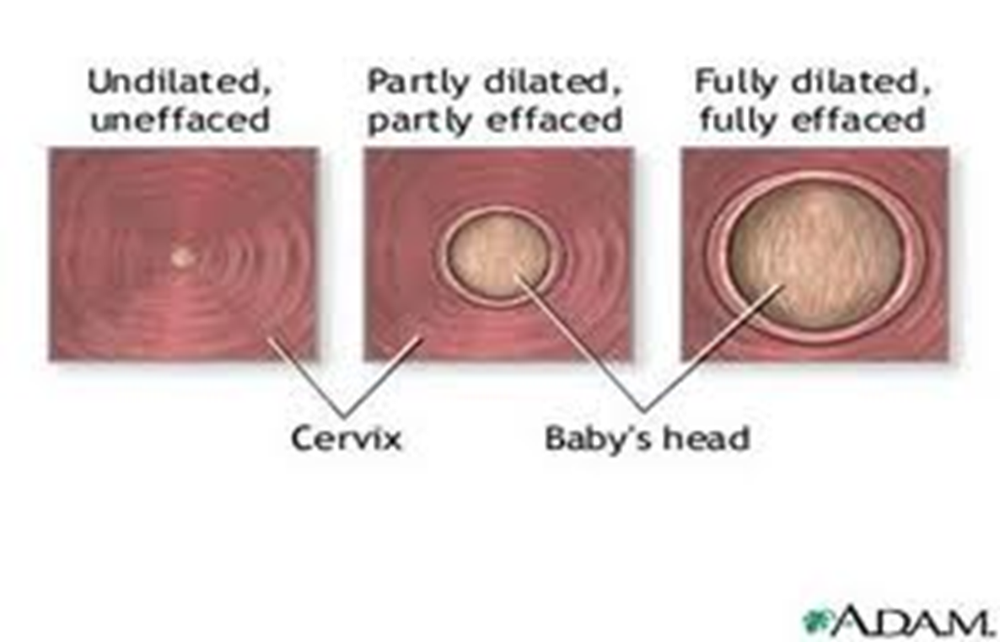 Undilated,
uneffaced
Partly dilated,
partly effaced
Fully dilated,
fully effaced
Cervix
Baby's head
ADAM.